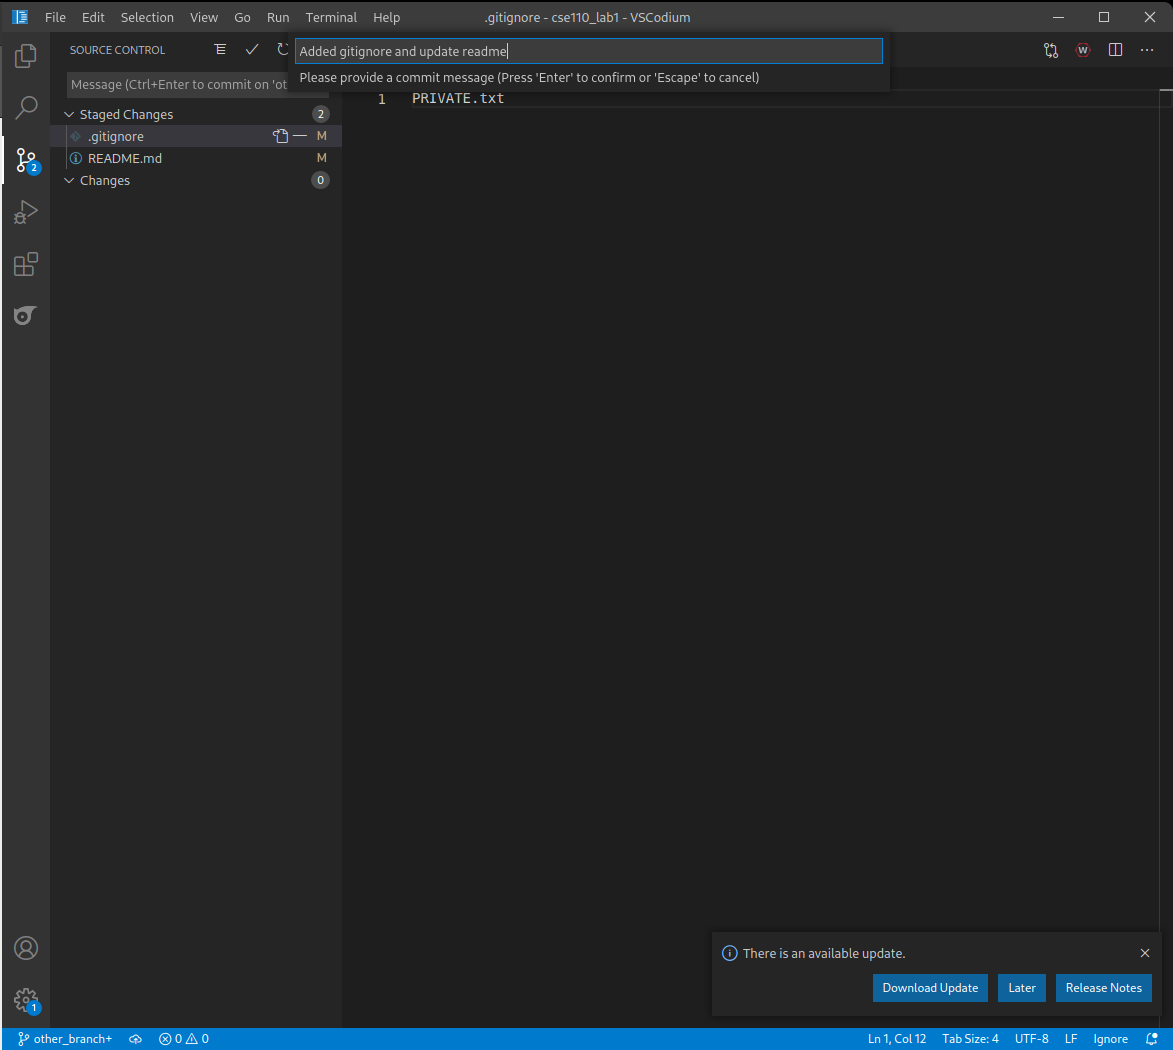 File Edit Selection View Go Run Terminal Help .gitignore - cse110_lab1 - VSCodium
SOURCE CONTROL
Added gitignore and update readme
W
Message (Ctrl+Enter to commit on 'ot
Please provide a commit message (Press 'Enter' to confirm or 'Escape' to cancel)
1 PRIVATE.txt
Staged Changes 2
.gitignore M
README.md M
2
Changes 0
There is an available update.
Download Update Later Release Notes
1
other_branch+ 0 0 Ln 1, Col 12 Tab Size: 4 UTF-8 LF Ignore